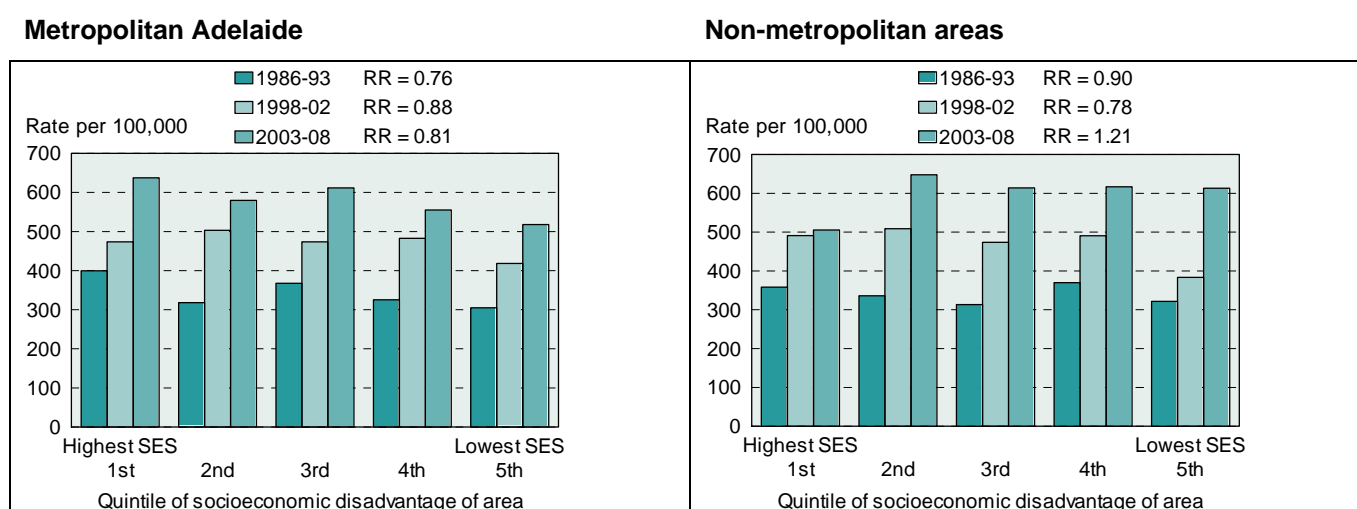 Metropolitan Adelaide
1986-93 RR = 0.76
1998-02 RR = 0.88
Rate per 100,000
2003-08 RR = 0.81
700
600
500
400
300
200
100
0
Highest SES Lowest SES
1st 2nd 3rd 4th 5th
Quintile of socioeconomic disadvantage of area
Non-metropolitan areas
1986-93 RR = 0.90
1998-02 RR = 0.78
Rate per 100,000
2003-08 RR = 1.21
700
600
500
400
300
200
100
0
Highest SES Lowest SES
1st 2nd 3rd 4th 5th
Quintile of socioeconomic disadvantage of area